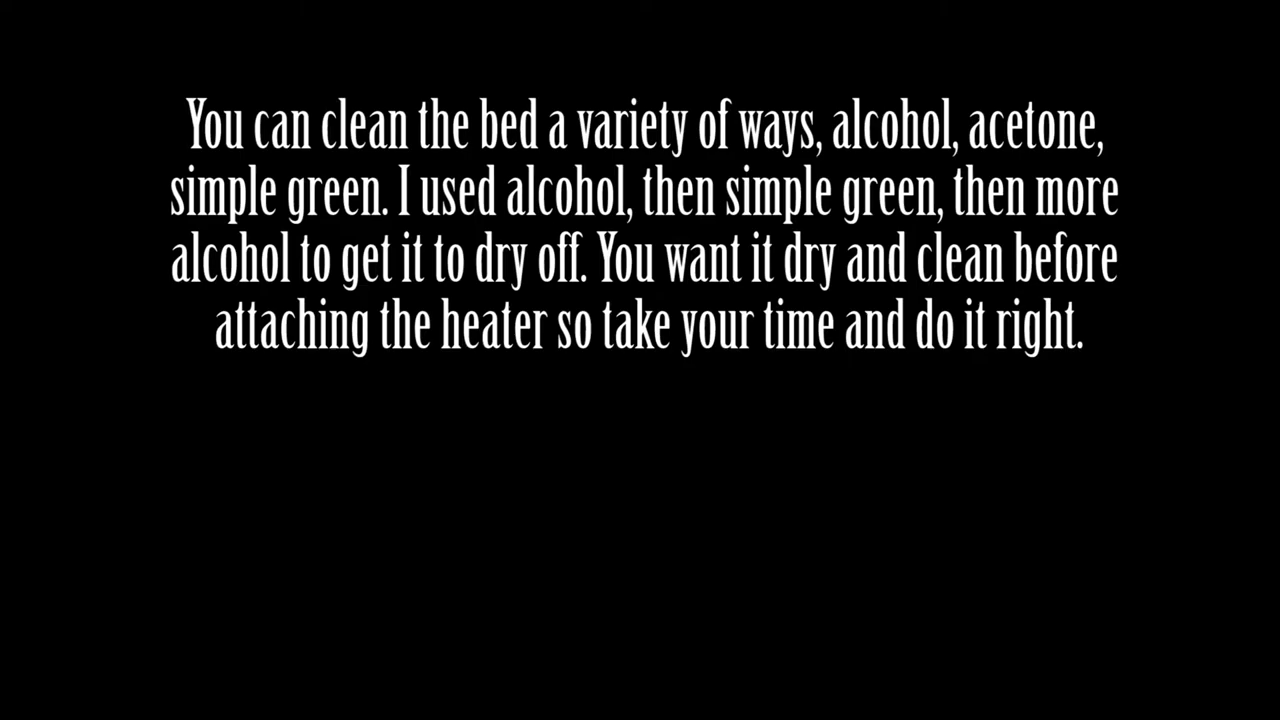 You can clean the bed a variety of ways, alcohol, acetone,
simple green. I used alcohol, then simple green, then more
alcohol to get it to dry off. You want it dry and clean before
attaching the heater so take your time and do it right.